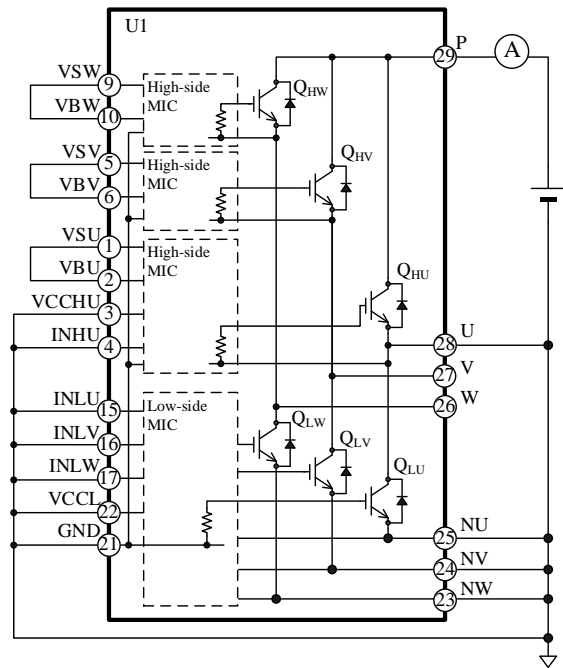 U1
P
29
A
VSW
9
High-side
MIC
QHW
VBW
10
VSV
5
High-side
MIC
QHV
VBV
6
VSU
1
High-side
MIC
VBU
2
QHU
VCCHU
3
INHU
4
U
28
V
27
W
26
INLU
15
Low-side
MIC
INLV
16
QLW
QLV
INLW
17
QLU
VCCL
22
GND
21
NU
25
NV
24
NW
23